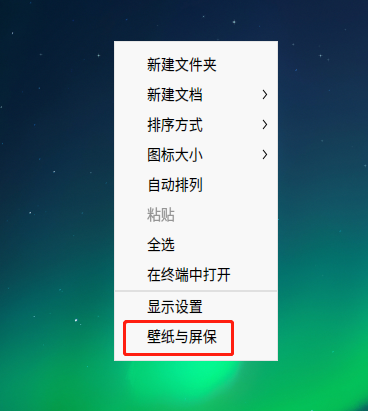 新建文件夹
新建文档
排序方式
图标大小
自动排列
粘贴
全选
在终端中打开
显示设置
壁纸与屏保